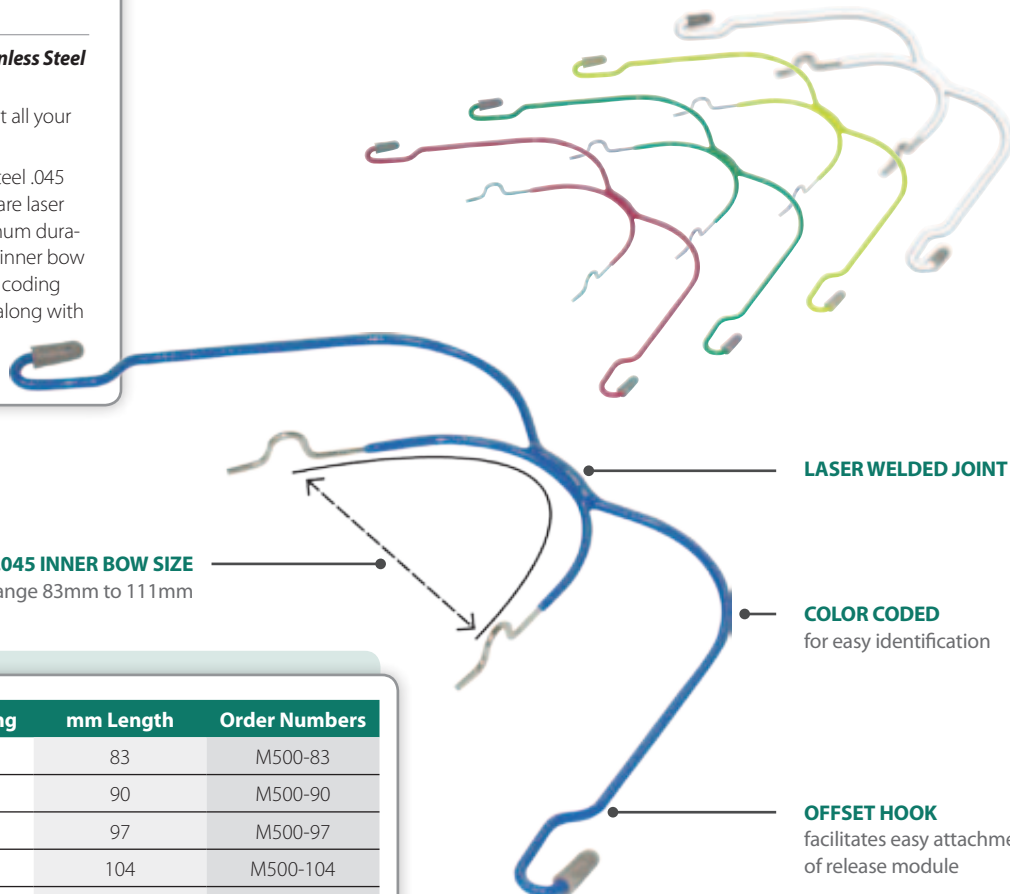 nless Steel
t all your
teel .045
are laser
num dura-
inner bow
coding
along with
LASER WELDED JOINT
.045 INNER BOW SIZE
ange 83mm to 111mm
COLOR CODED
for easy identification
ng mm Length Order Numbers
83 M500-83
90 M500-90
97 M500-97
104 M500-104
OFFSET HOOK
facilitates easy attachme
of release module